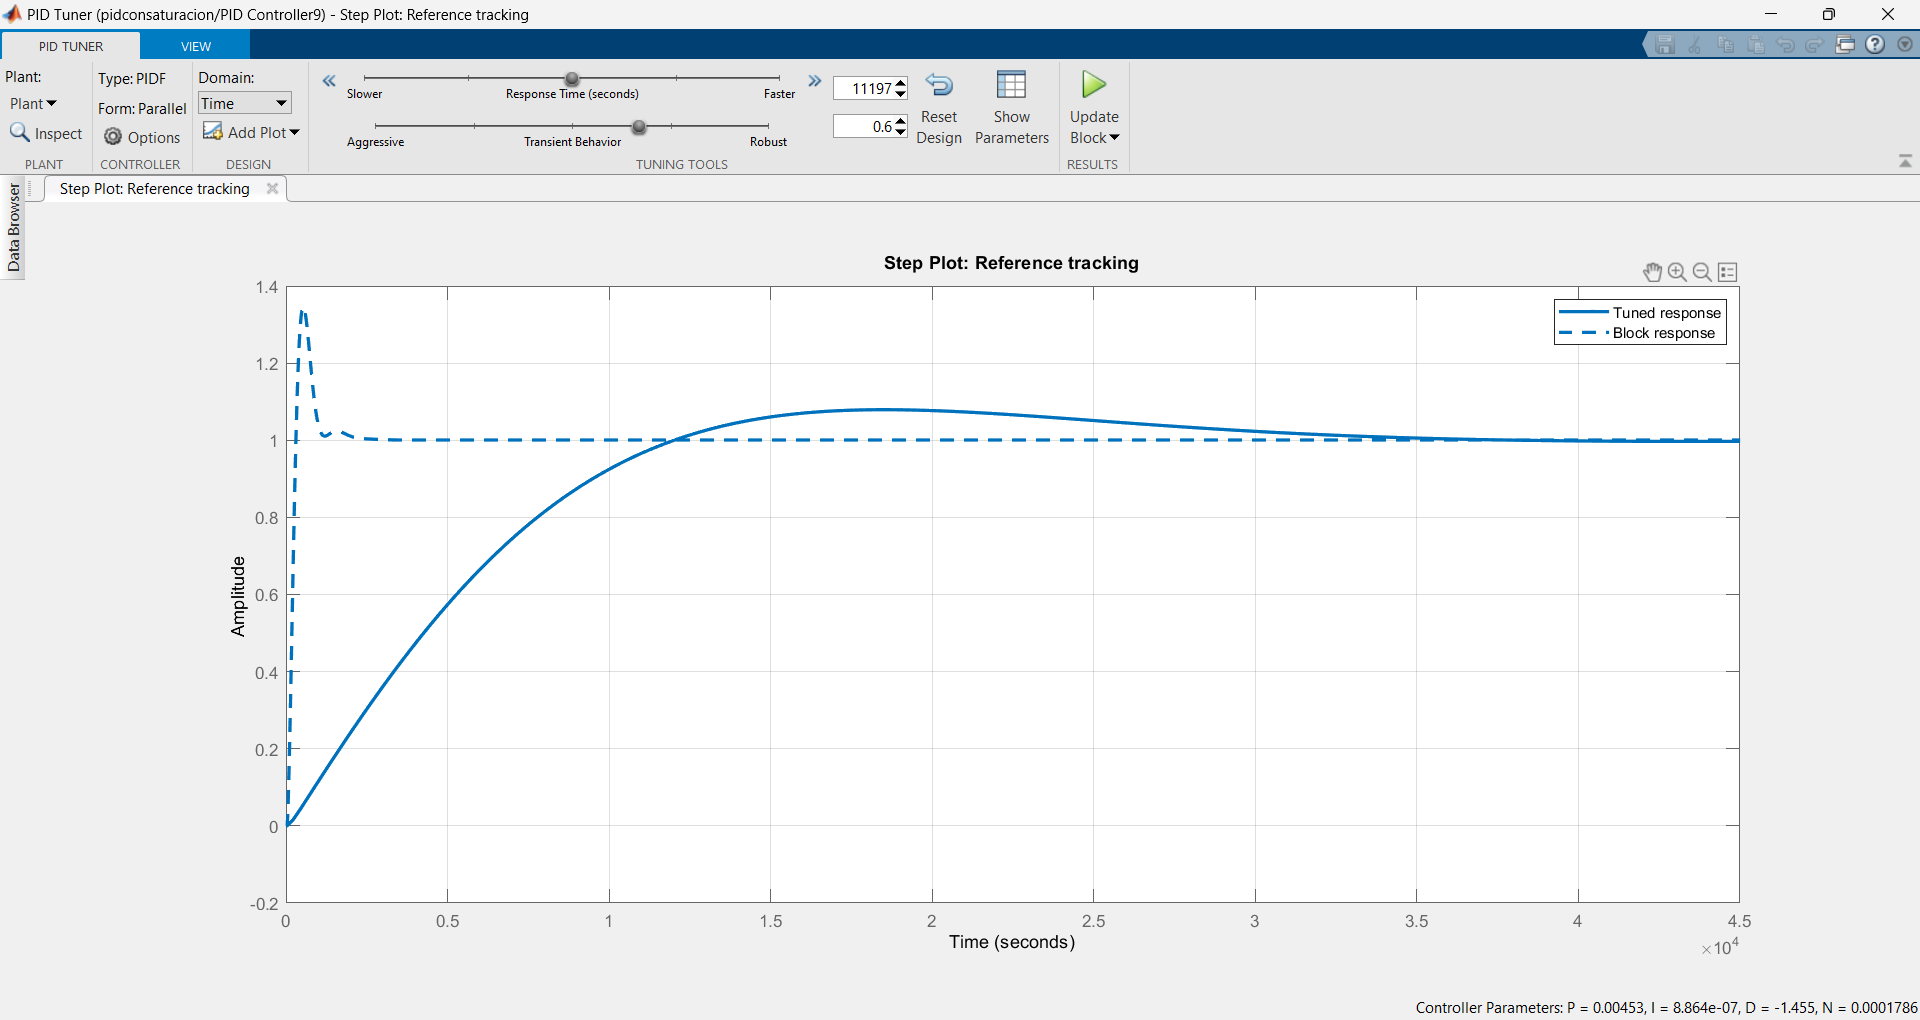 PID Tuner (pidconsaturacion/PID Controller9) - Step Plot: Reference tracking
PID TUNER
VIEW
Plant:
Plant
Inspect
PLANT
Type: PIDF
Form: Parallel
Options
CONTROLLER
Domain:
Time
Add Plot
DESIGN
Slower
Response Time (seconds)
Faster
11197
Aggressive
Transient Behavior
Robust
0.6
Reset
Design
Show
Parameters
TUNING TOOLS
Update
Block
RESULTS
Data Browser
Step Plot: Reference tracking
Step Plot: Reference tracking
Tuned response
Block response
1.4
1.2
1
0.8
0.6
0.4
0.2
0
-0.2
Amplitude
0
0.5
1
1.5
2
2.5
3
3.5
4
4.5
×10⁴
Time (seconds)
Controller Parameters: P = 0.00453, I = 8.864e-07, D = -1.455, N = 0.0001786